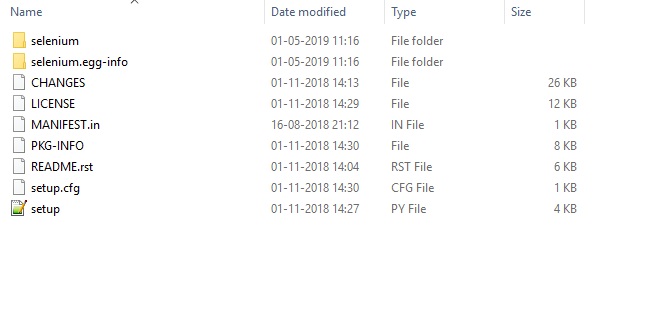 Name Date modified Type Size
selenium 01-05-2019 11:16 File folder
selenium.egg-info 01-05-2019 11:16 File folder
CHANGES 01-11-2018 14:13 File 26 KB
LICENSE 01-11-2018 14:29 File 12 KB
MANIFEST.in 16-08-2018 21:12 IN File 1 KB
PKG-INFO 01-11-2018 14:30 File 8 KB
README.rst 01-11-2018 14:04 RST File 6 KB
setup.cfg 01-11-2018 14:30 CFG File 1 KB
setup 01-11-2018 14:27 PY File 4 KB